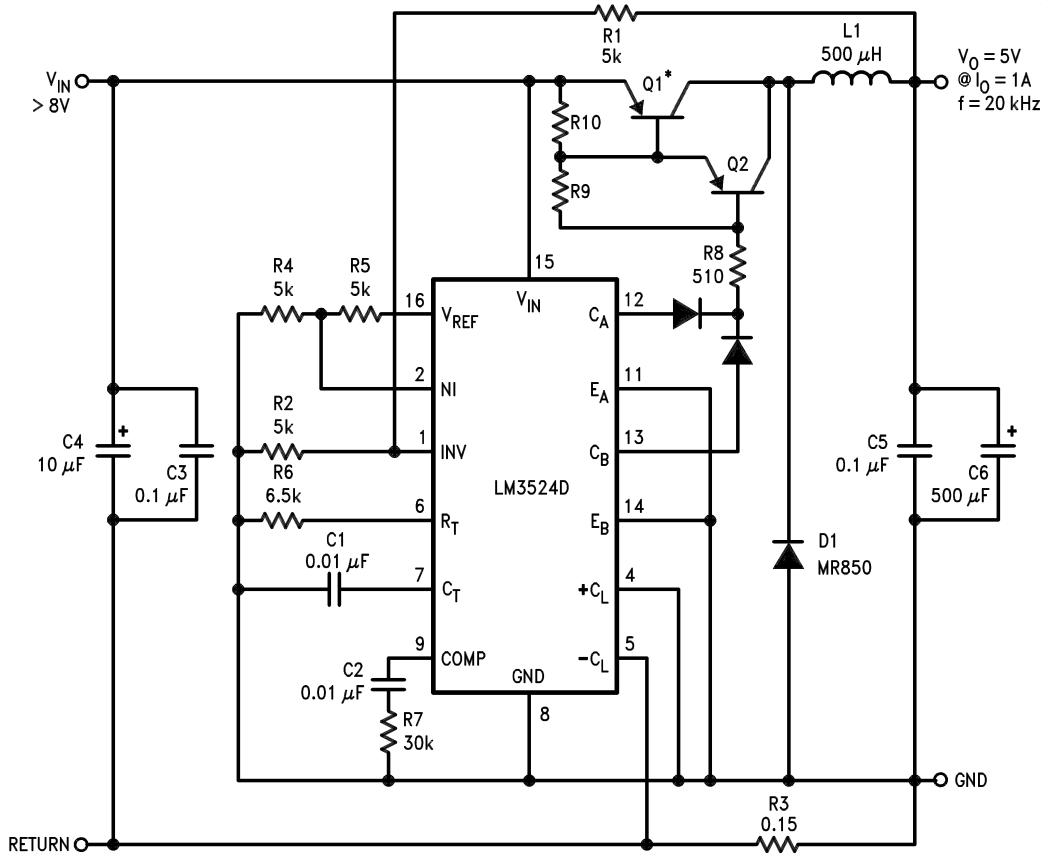 R1
5k
L1
500 μH
V_O = 5V
@ I_O = 1A
f = 20 kHz
V_IN
> 8V
Q1*
R10
Q2
R9
R8
510
R4
5k
R5
5k
15
V_IN
16
V_REF
C_A
12
2
NI
E_A
11
R2
5k
1
INV
C_B
13
C4
10 μF
+
C3
0.1 μF
C5
0.1 μF
+
C6
500 μF
R6
6.5k
LM3524D
6
R_T
E_B
14
C1
0.01 μF
7
C_T
+C_L
4
D1
MR850
9
COMP
−C_L
5
C2
0.01 μF
GND
8
R7
30k
GND
R3
0.15
RETURN